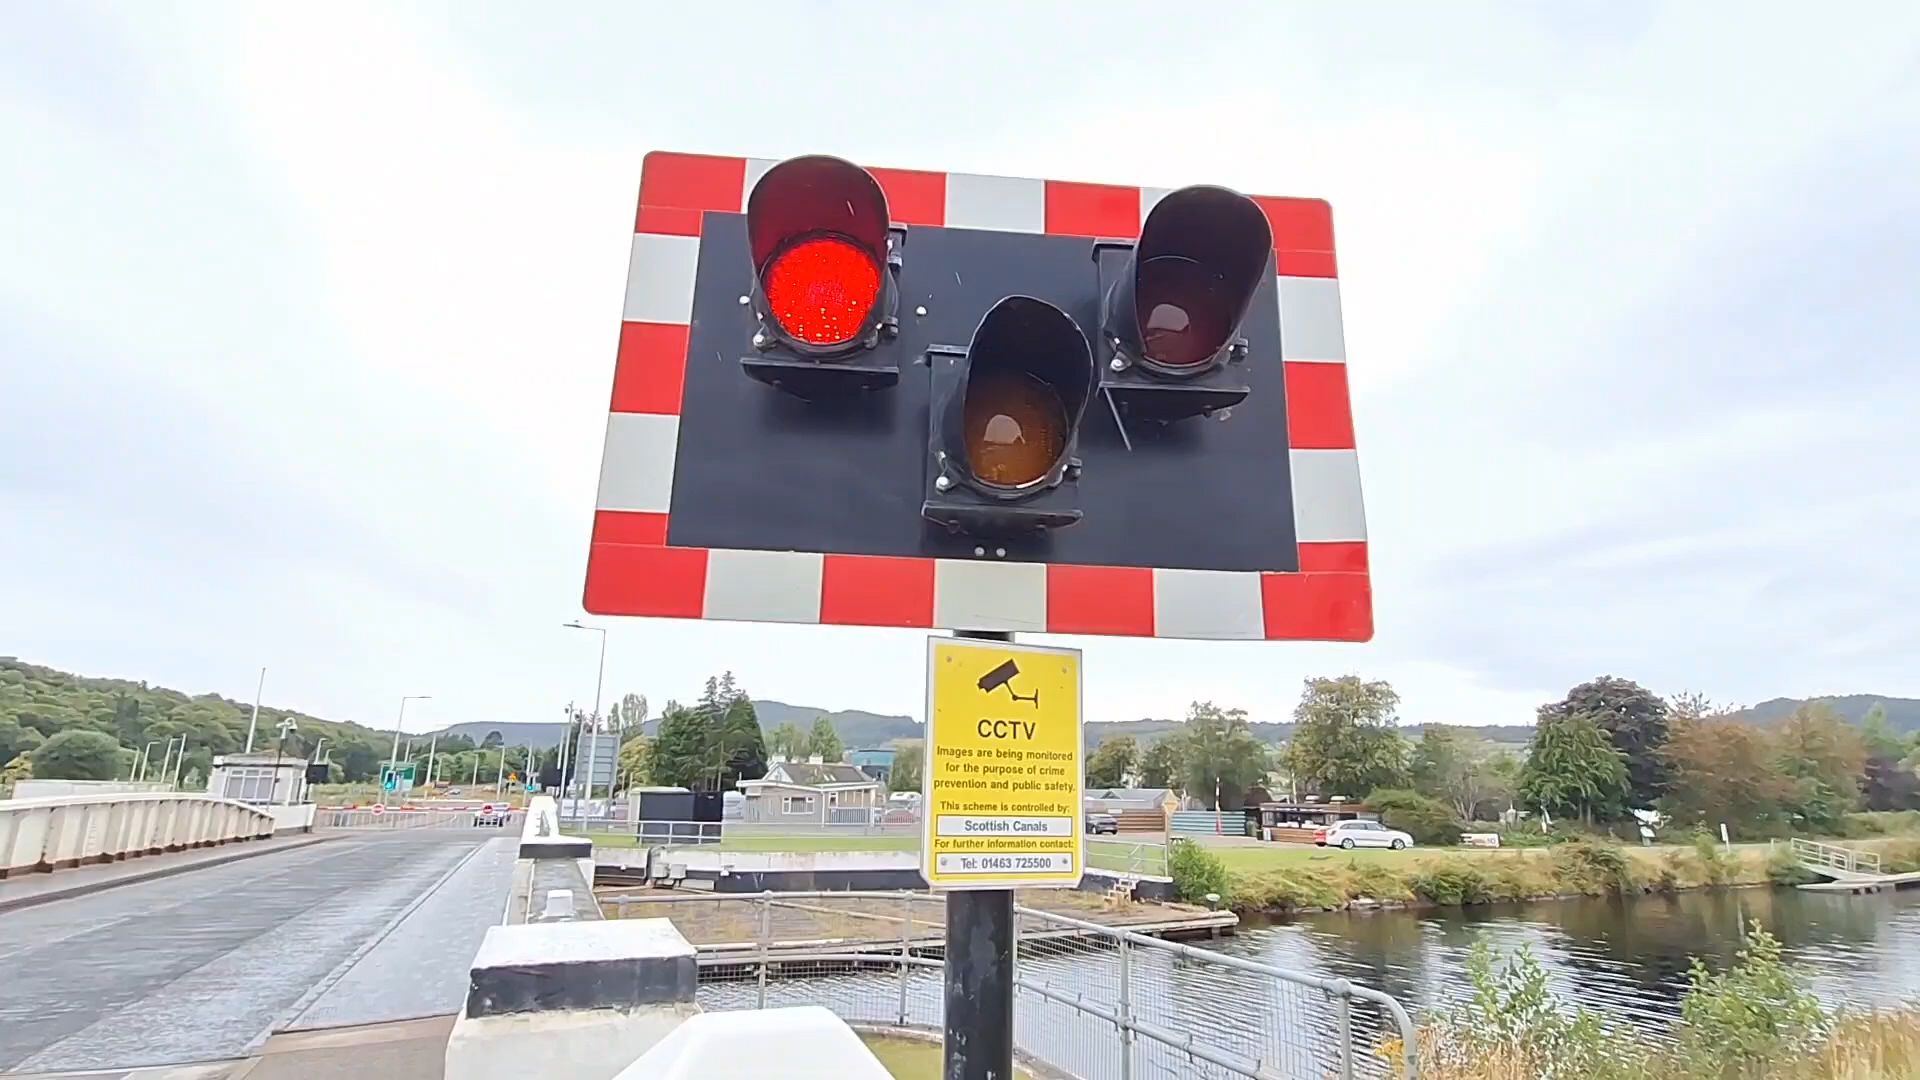 CCTV
Images are being monitored
for the purpose of crime
prevention and public safety.
This scheme is controlled by:
Scottish Canals
For further information contact:
Tel: 01463 725500